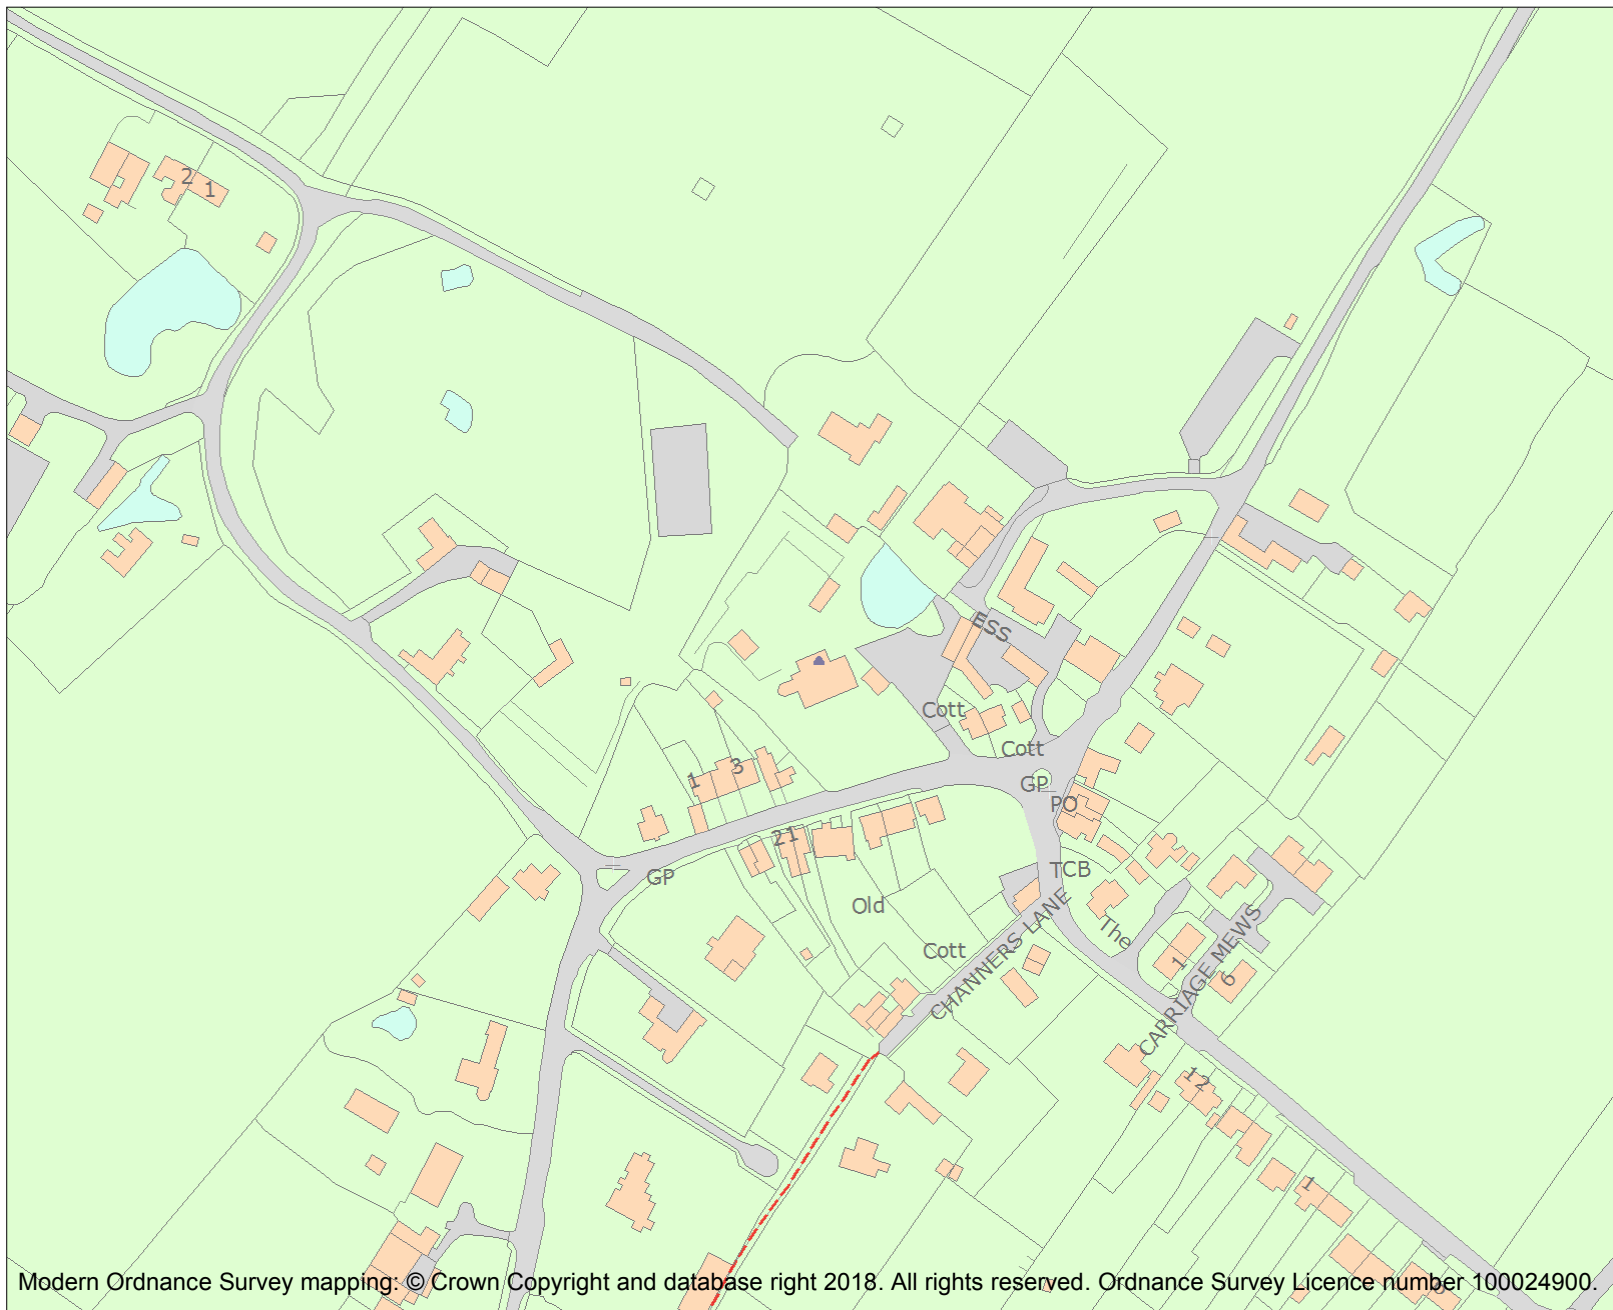 2
1
ESS
Cott
Cott
GP
PO
3
1
21
TCB
GP
Old
The
Cott
CHANNERS LANE
CARRIAGE MEWS
1
6
12
1
8
Modern Ordnance Survey mapping: © Crown Copyright and database right 2018. All rights reserved. Ordnance Survey Licence number 100024900.